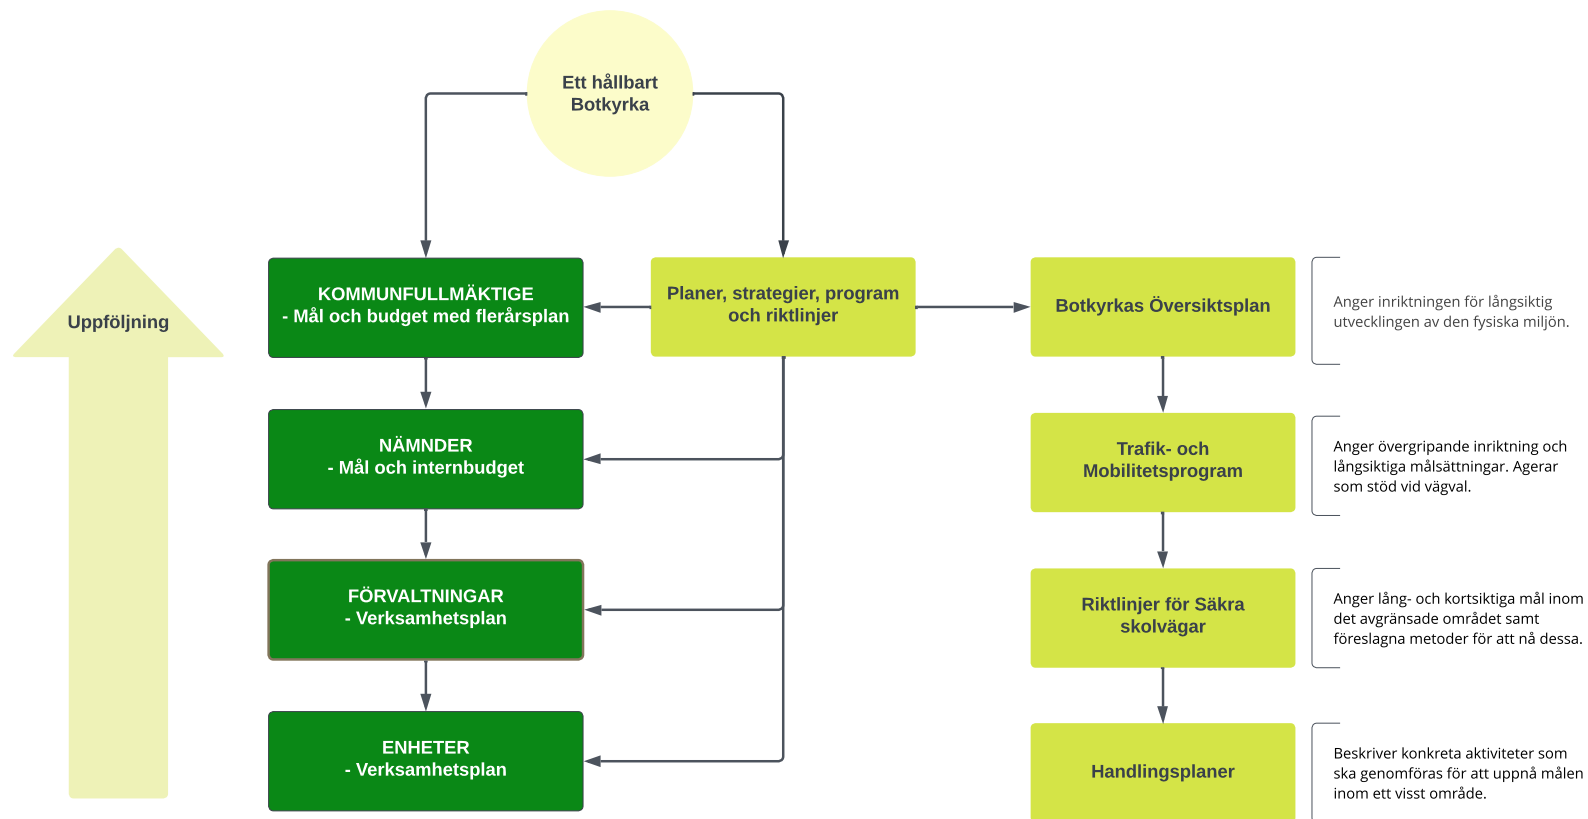 Ett hållbart
Botkyrka
Uppföljning
KOMMUNFULLMÄKTIGE
- Mål och budget med flerårsplan
Planer, strategier, program
och riktlinjer
Botkyrkas Översiktsplan
Anger inriktningen för långsiktig
utvecklingen av den fysiska miljön.
NÄMNDER
- Mål och internbudget
Trafik- och
Mobilitetsprogram
Anger övergripande inriktning och
långsiktiga målsättningar. Agerar
som stöd vid vägval.
FÖRVALTNINGAR
- Verksamhetsplan
Riktlinjer för Säkra
skolvägar
Anger lång- och kortsiktiga mål inom
det avgränsade området samt
föreslagna metoder för att nå dessa.
ENHETER
- Verksamhetsplan
Handlingsplaner
Beskriver konkreta aktiviteter som
ska genomföras för att uppnå målen
inom ett visst område.